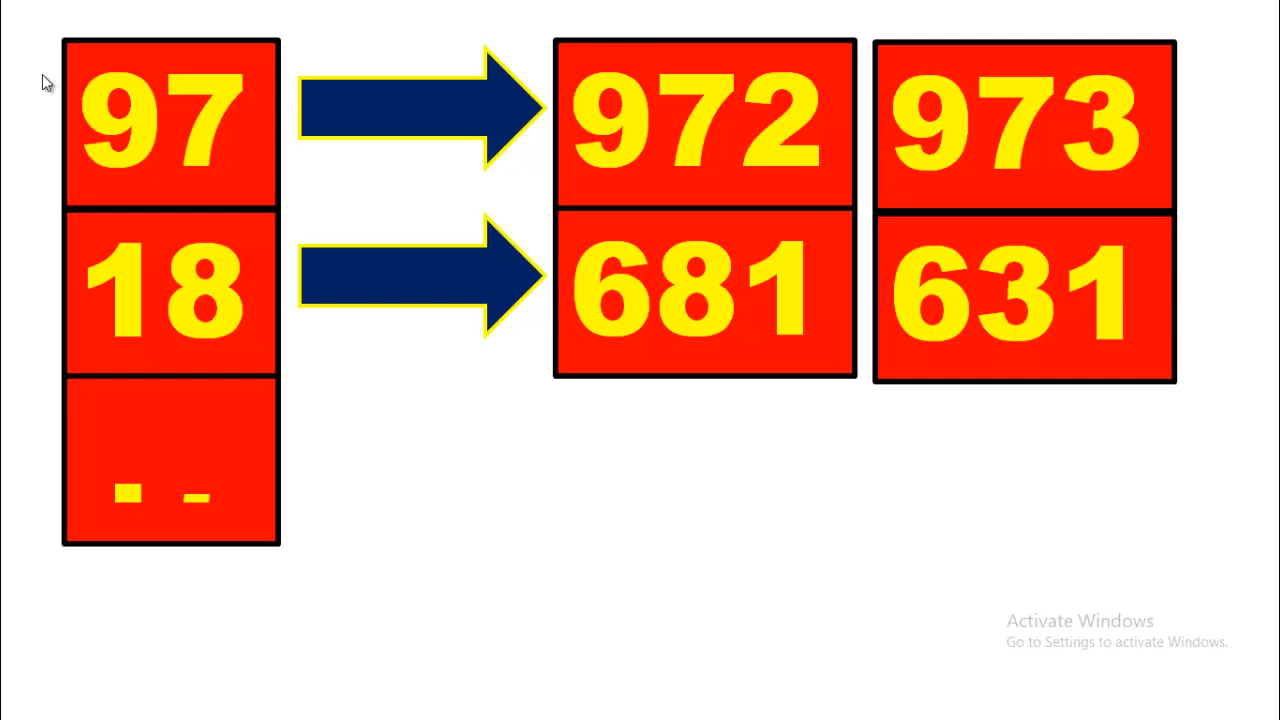 97 972 973
18 681 631
. -
Activate Windows
Go to Settings to activate Windows.